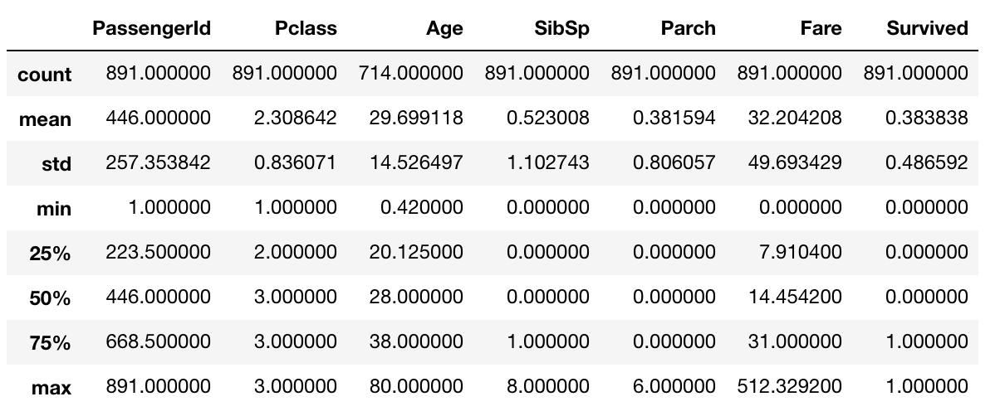 PassengerId Pclass Age SibSp Parch Fare Survived
count 891.000000 891.000000 714.000000 891.000000 891.000000 891.000000 891.000000
mean 446.000000 2.308642 29.699118 0.523008 0.381594 32.204208 0.383838
std 257.353842 0.836071 14.526497 1.102743 0.806057 49.693429 0.486592
min 1.000000 1.000000 0.420000 0.000000 0.000000 0.000000 0.000000
25% 223.500000 2.000000 20.125000 0.000000 0.000000 7.910400 0.000000
50% 446.000000 3.000000 28.000000 0.000000 0.000000 14.454200 0.000000
75% 668.500000 3.000000 38.000000 1.000000 0.000000 31.000000 1.000000
max 891.000000 3.000000 80.000000 8.000000 6.000000 512.329200 1.000000